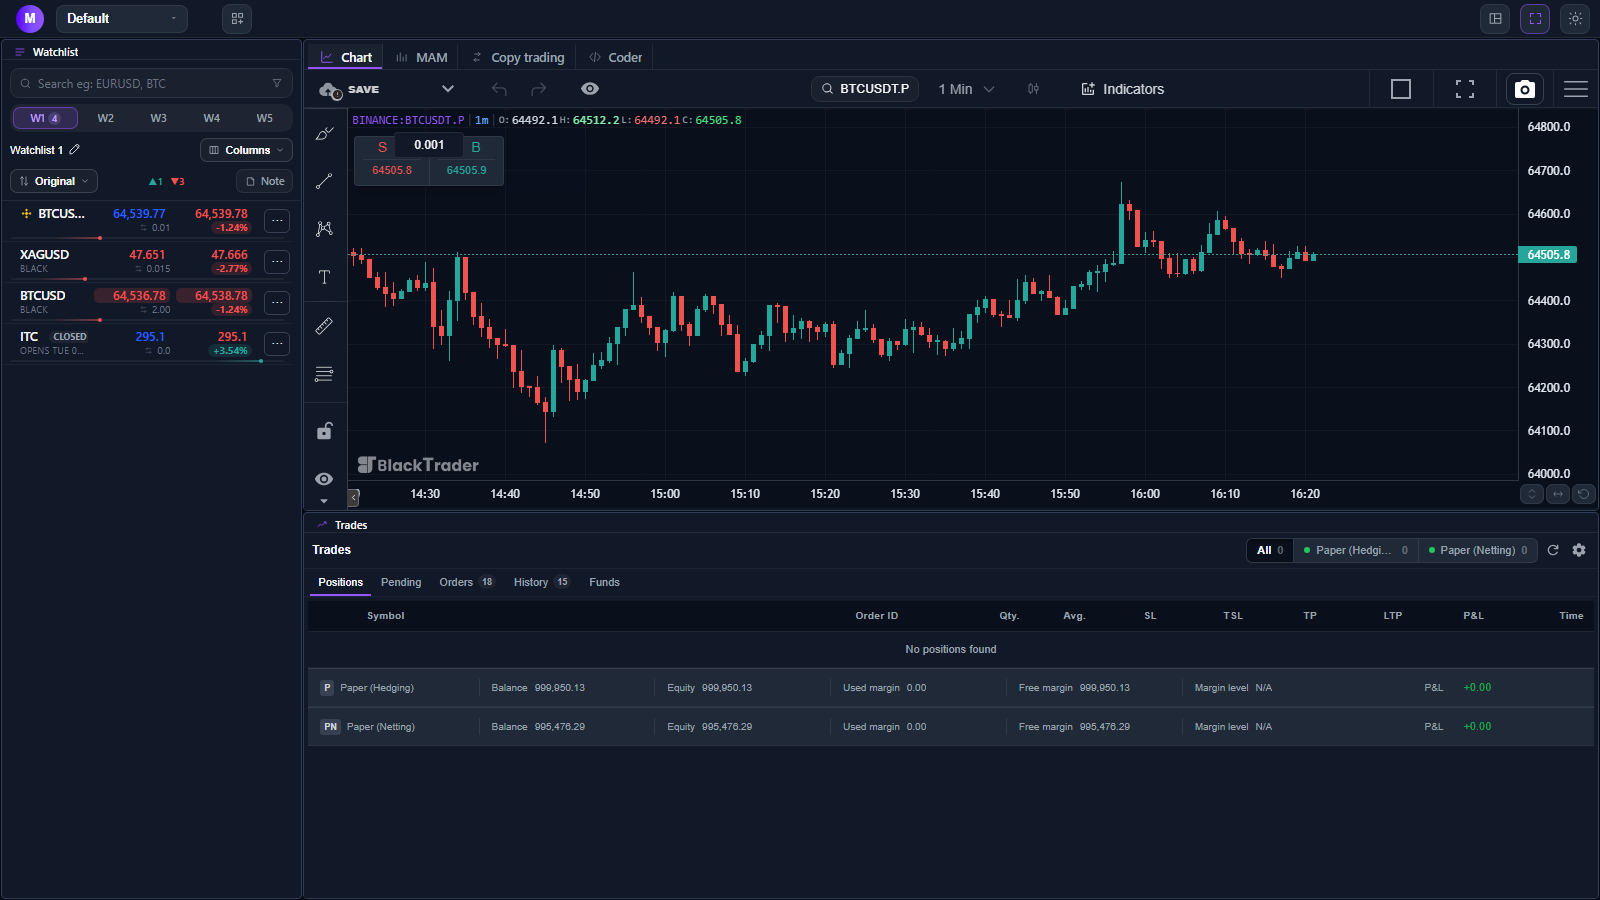 M Default
Watchlist
Search eg: EURUSD, BTC
W1 4 W2 W3 W4 W5
Watchlist 1 Columns
Original ▲1 ▼3 Note
BTCUS... 64,539.77 64,539.78 ...
0.01 -1.24%
XAGUSD 47.651 47.666 ...
BLACK 0.015 -2.77%
BTCUSD 64,536.78 64,538.78 ...
BLACK 2.00 -1.24%
ITC CLOSED 295.1 295.1 ...
OPENS TUE 0... 0.0 +3.54%
Chart MAM Copy trading Coder
SAVE BTCUSDT.P 1 Min Indicators
BINANCE:BTCUSDT.P 1m O: 64492.1 H: 64512.2 L: 64492.1 C: 64505.8
S 0.001 B
64505.8 64505.9
64800.0
64700.0
64600.0
64505.8
64400.0
64300.0
64200.0
64100.0
64000.0
BlackTrader
14:30 14:40 14:50 15:00 15:10 15:20 15:30 15:40 15:50 16:00 16:10 16:20
Trades
Trades All 0 Paper (Hedgi... 0 Paper (Netting) 0
Positions Pending Orders 18 History 15 Funds
Symbol Order ID Qty. Avg. SL TSL TP LTP P&L Time
No positions found
P Paper (Hedging) Balance 999,950.13 Equity 999,950.13 Used margin 0.00 Free margin 999,950.13 Margin level N/A P&L +0.00
PN Paper (Netting) Balance 995,476.29 Equity 995,476.29 Used margin 0.00 Free margin 995,476.29 Margin level N/A P&L +0.00